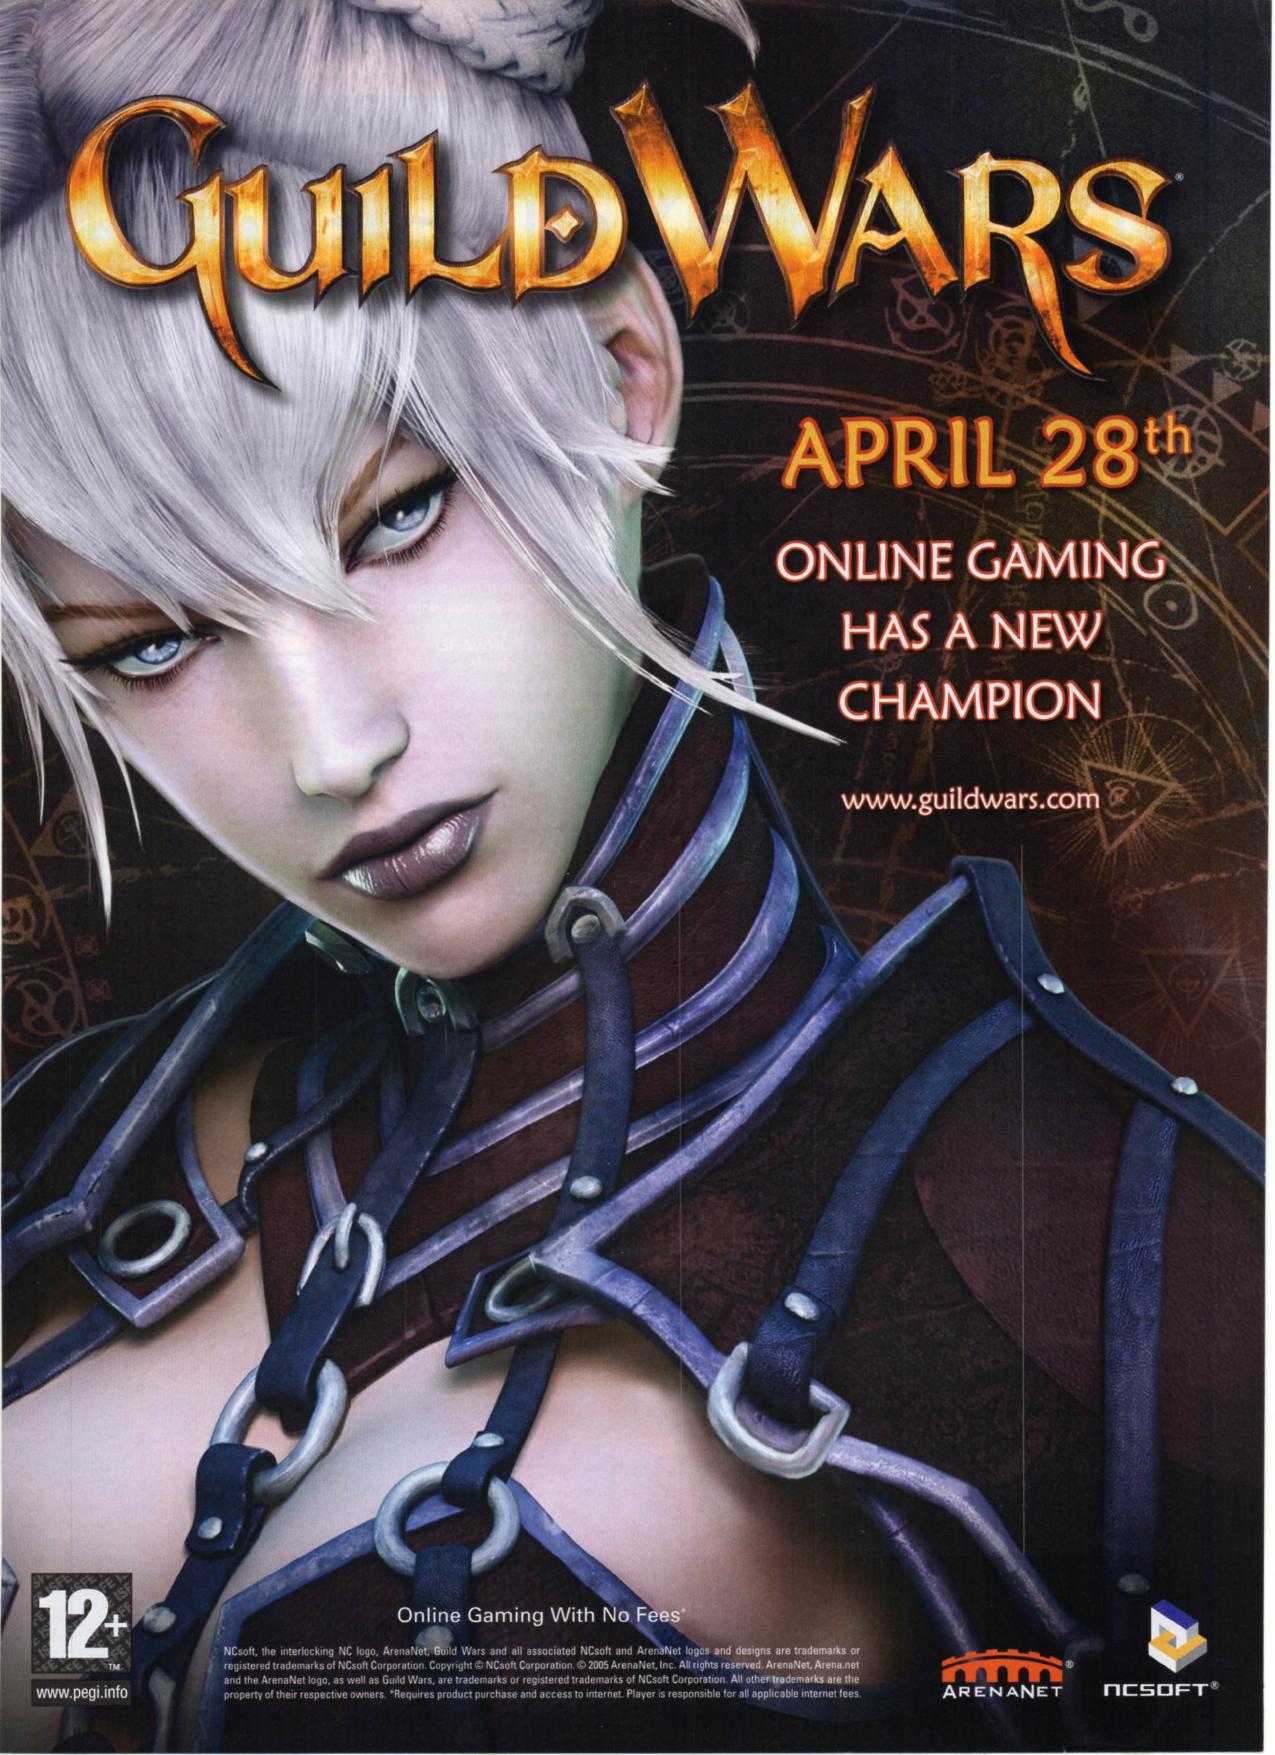 GUILD WARS®
APRIL 28th
ONLINE GAMING
HAS A NEW
CHAMPION
www.guildwars.com
12+
TM
www.pegi.info
Online Gaming With No Fees*
NCsoft, the interlocking NC logo, ArenaNet, Guild Wars and all associated NCsoft and ArenaNet logos and designs are trademarks or
registered trademarks of NCsoft Corporation. Copyright © NCsoft Corporation. © 2005 ArenaNet, Inc. All rights reserved. ArenaNet, Arena.net
and the ArenaNet logo, as well as Guild Wars, are trademarks or registered trademarks of NCsoft Corporation. All other trademarks are the
property of their respective owners. *Requires product purchase and access to internet. Player is responsible for all applicable internet fees.
ARENANET®
NCSOFT®